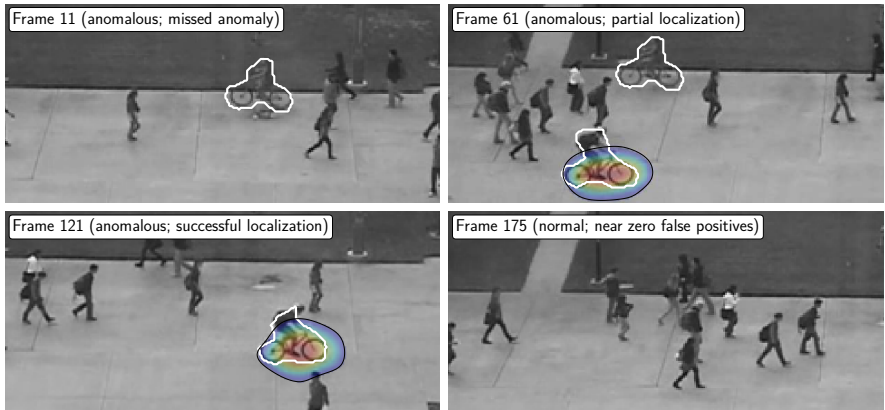 Frame 11 (anomalous; missed anomaly)
Frame 61 (anomalous; partial localization)
Frame 121 (anomalous; successful localization)
Frame 175 (normal; near zero false positives)